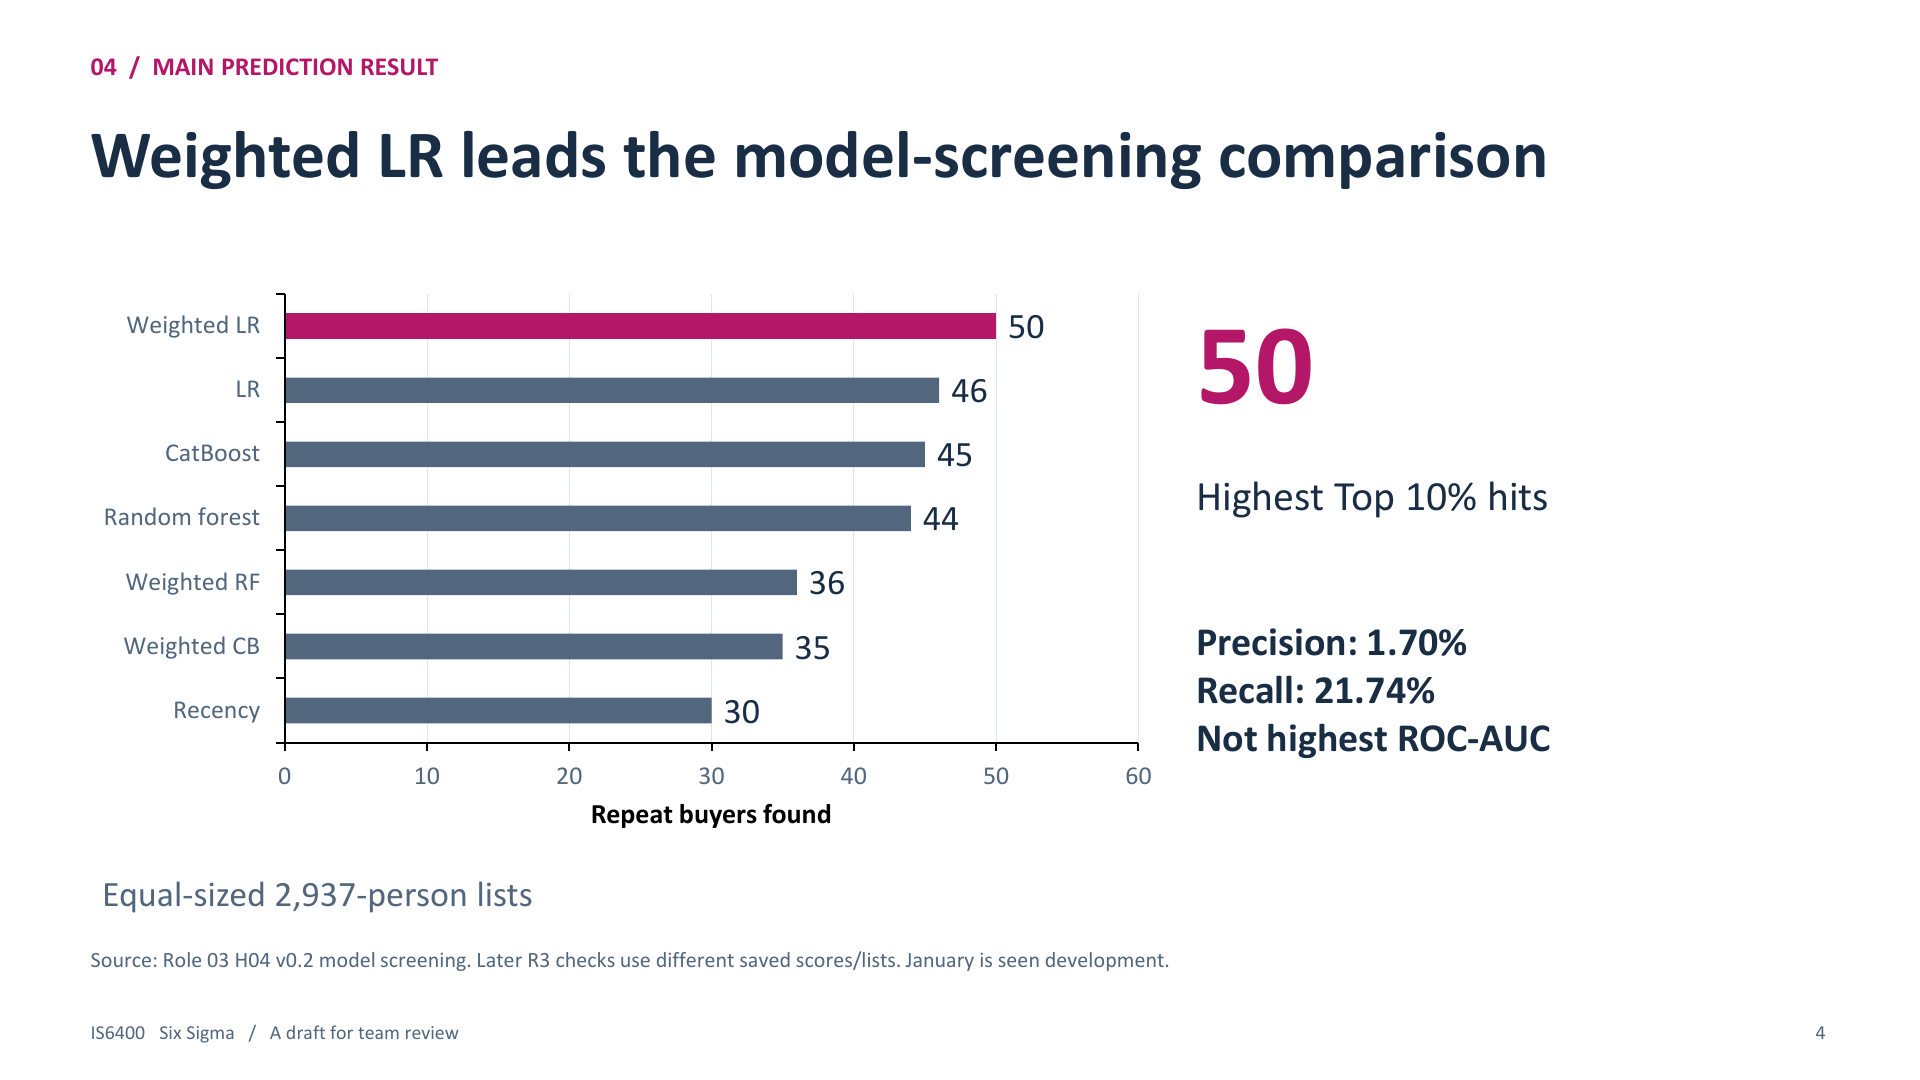 04 / MAIN PREDICTION RESULT
Weighted LR leads the model-screening comparison
Weighted LR 50
LR 46
CatBoost 45
Random forest 44
Weighted RF 36
Weighted CB 35
Recency 30
0 10 20 30 40 50 60
Repeat buyers found
50
Highest Top 10% hits
Precision: 1.70%
Recall: 21.74%
Not highest ROC-AUC
Equal-sized 2,937-person lists
Source: Role 03 H04 v0.2 model screening. Later R3 checks use different saved scores/lists. January is seen development.
IS6400 Six Sigma / A draft for team review
4